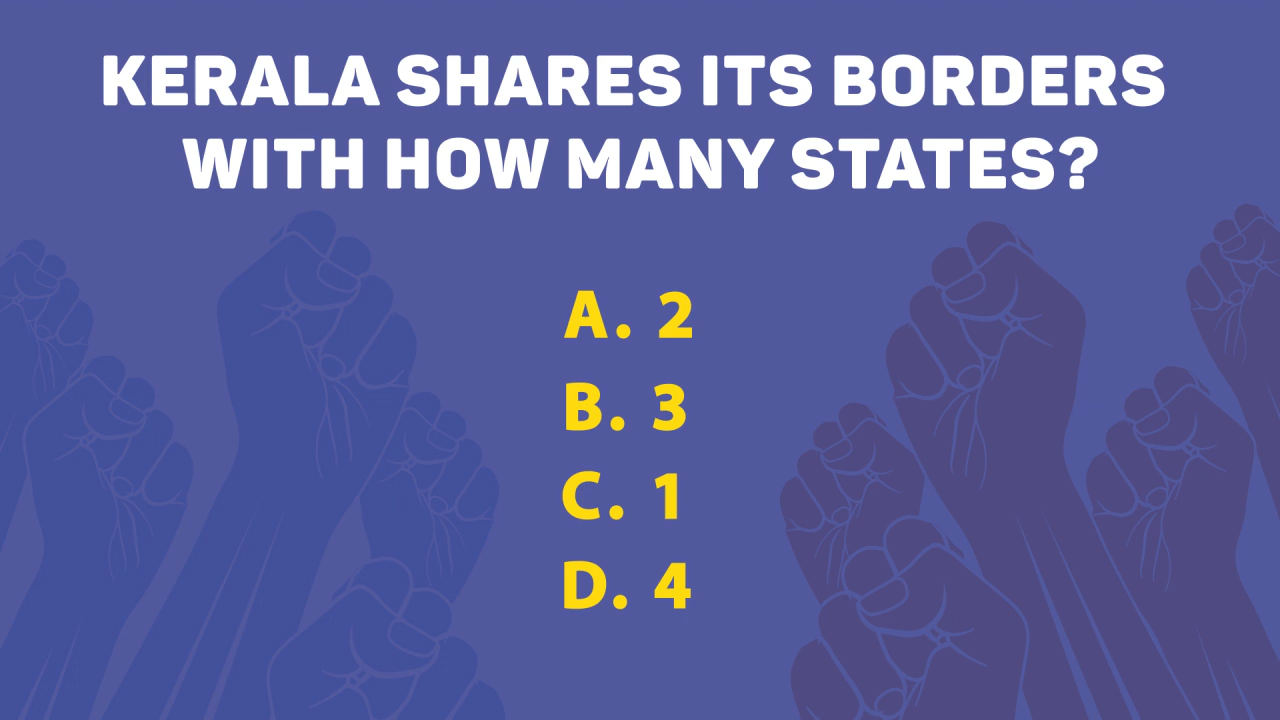 KERALA SHARES ITS BORDERS
WITH HOW MANY STATES?
A. 2
B. 3
C. 1
D. 4